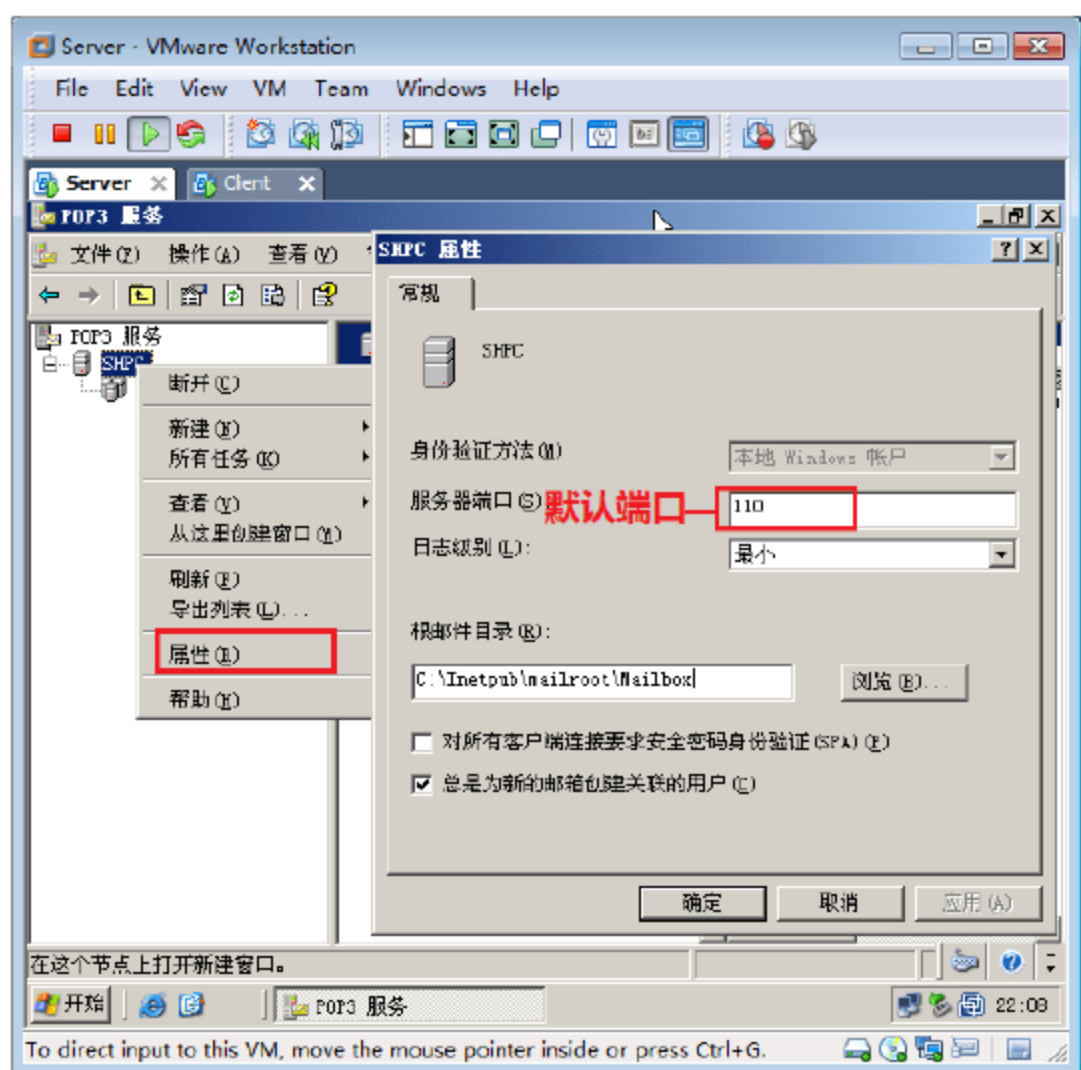 Server - VMware Workstation
File Edit View VM Team Windows Help
Server Client
POP3 服务
文件(F) 操作(A) 查看(V)
SHPC 属性
常规
POP3 服务
SHPC
SHPC
断开(C)
新建(N)
所有任务(K)
查看(V)
从这里创建窗口(W)
刷新(F)
导出列表(L)...
属性(R)
帮助(H)
身份验证方法(M)
本地 Windows 帐户
服务器端口(S)
默认端口
110
日志级别(L):
最小
根邮件目录(R):
C:\Inetpub\mailroot\Mailbox
浏览(B)...
对所有客户端连接要求安全密码身份验证(SPA)(P)
总是为新的邮箱创建关联的用户(C)
确定 取消 应用(A)
在这个节点上打开新建窗口。
开始 POP3 服务 22:08
To direct input to this VM, move the mouse pointer inside or press Ctrl+G.